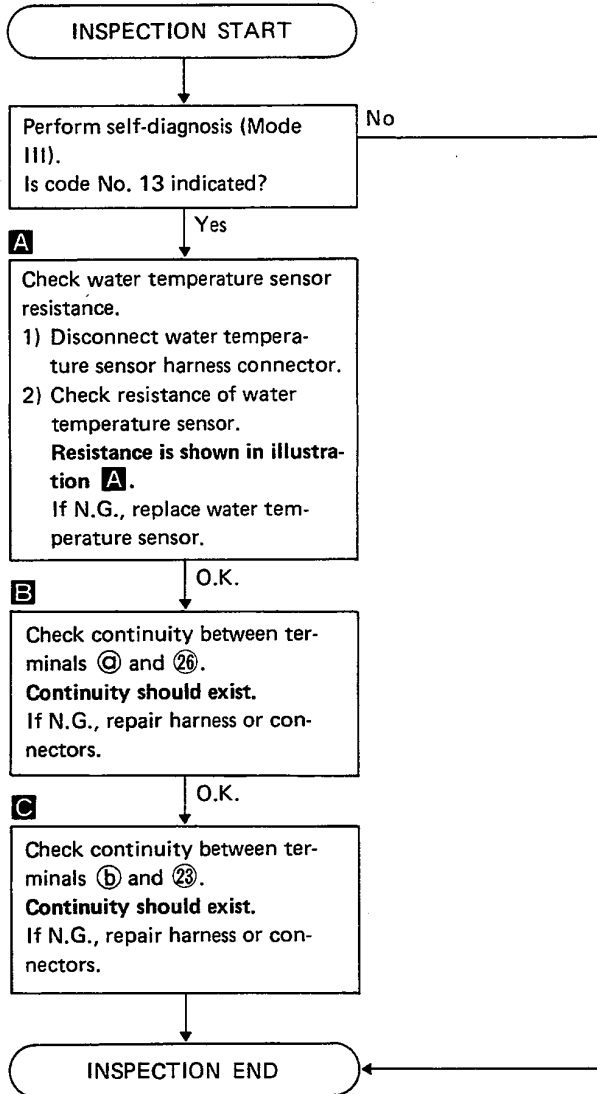 INSPECTION START
Perform self-diagnosis (Mode
III).
Is code No. 13 indicated?
No
Yes
A
Check water temperature sensor
resistance.
1) Disconnect water tempera-
ture sensor harness connector.
2) Check resistance of water
temperature sensor.
Resistance is shown in illustra-
tion A.
If N.G., replace water tem-
perature sensor.
O.K.
B
Check continuity between ter-
minals ⓐ and ㉖.
Continuity should exist.
If N.G., repair harness or con-
nectors.
O.K.
C
Check continuity between ter-
minals ⓑ and ㉓.
Continuity should exist.
If N.G., repair harness or con-
nectors.
INSPECTION END